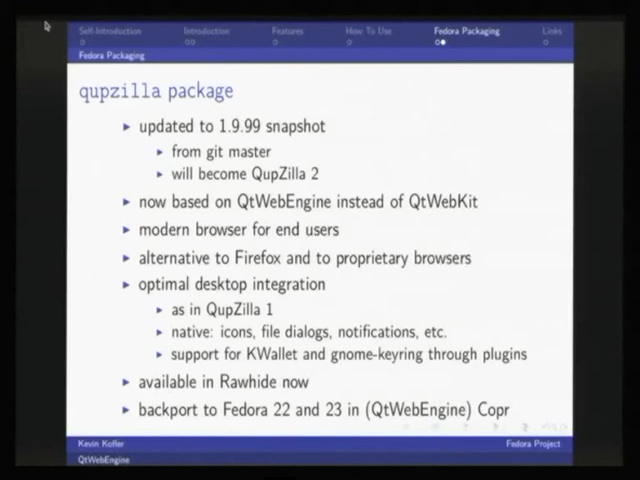 Self-Introduction Introduction Features How To Use Fedora Packaging Links
Fedora Packaging
qupzilla package
updated to 1.9.99 snapshot
from git master
will become QupZilla 2
now based on QtWebEngine instead of QtWebKit
modern browser for end users
alternative to Firefox and to proprietary browsers
optimal desktop integration
as in QupZilla 1
native: icons, file dialogs, notifications, etc.
support for KWallet and gnome-keyring through plugins
available in Rawhide now
backport to Fedora 22 and 23 in (QtWebEngine) Copr
Kevin Kofler Fedora Project
QtWebEngine